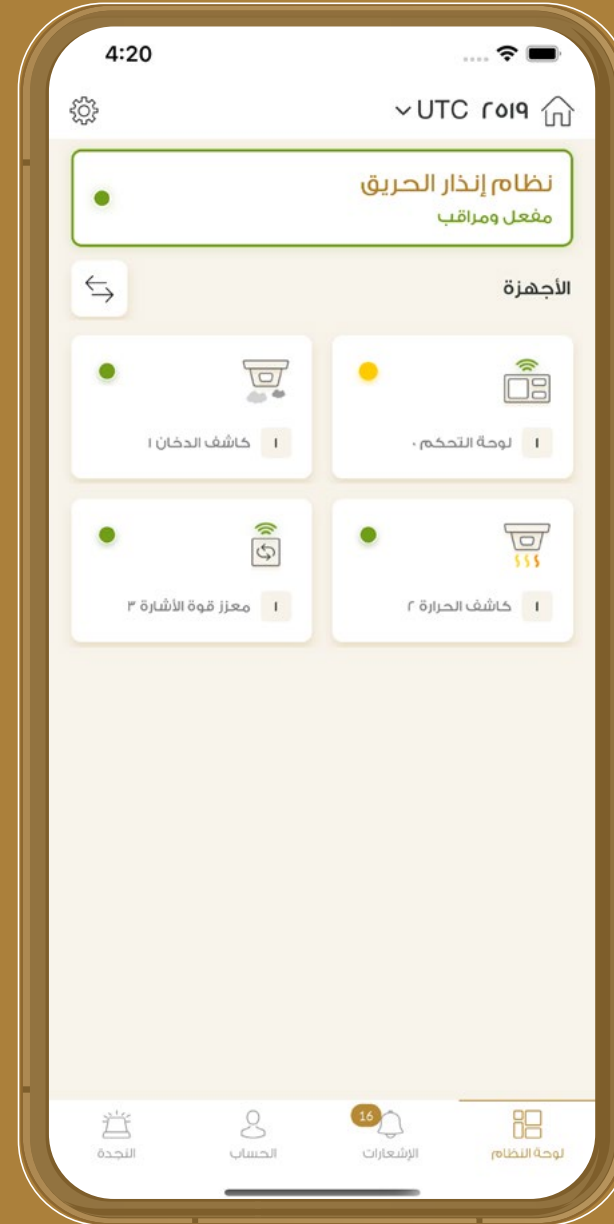 4:20
UTC ٢٥١٩
نظام إنذار الحريق
مفعل ومراقب
الأجهزة
١ لوحة التحكم ٠
١ كاشف الدخان ١
١ كاشف الحرارة ٢
١ معزز قوة الأشارة ٣
لوحة النظام
16
الإشعارات
الحساب
النجدة